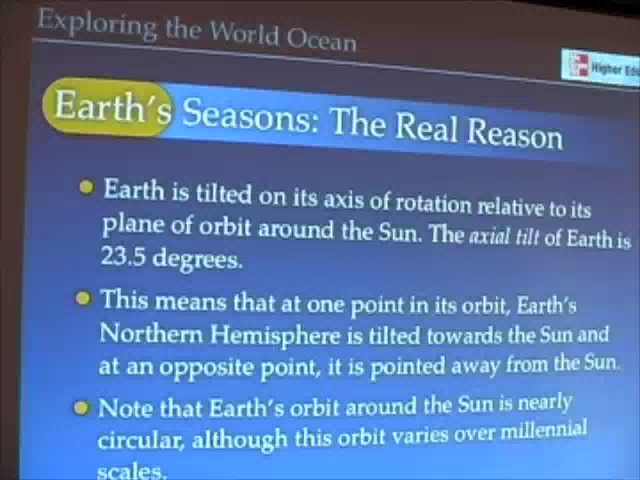 Exploring the World Ocean
Higher Edu
Earth's Seasons: The Real Reason
Earth is tilted on its axis of rotation relative to its
plane of orbit around the Sun. The axial tilt of Earth is
23.5 degrees.
This means that at one point in its orbit, Earth's
Northern Hemisphere is tilted towards the Sun and
at an opposite point, it is pointed away from the Sun.
Note that Earth's orbit around the Sun is nearly
circular, although this orbit varies over millennial
scales.